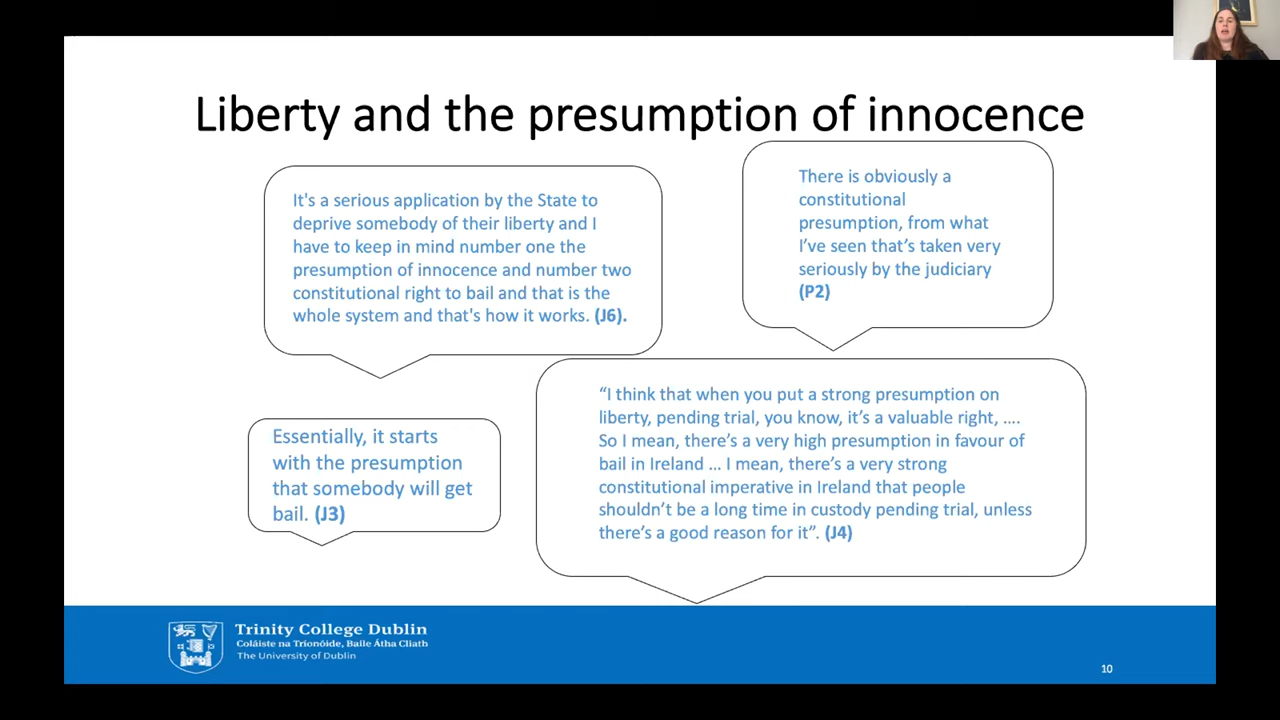 Liberty and the presumption of innocence
It's a serious application by the State to
deprive somebody of their liberty and I
have to keep in mind number one the
presumption of innocence and number two
constitutional right to bail and that is the
whole system and that's how it works. (J6).
There is obviously a
constitutional
presumption, from what
I’ve seen that’s taken very
seriously by the judiciary
(P2)
Essentially, it starts
with the presumption
that somebody will get
bail. (J3)
“I think that when you put a strong presumption on
liberty, pending trial, you know, it’s a valuable right, ….
So I mean, there’s a very high presumption in favour of
bail in Ireland … I mean, there’s a very strong
constitutional imperative in Ireland that people
shouldn’t be a long time in custody pending trial, unless
there’s a good reason for it”. (J4)
Trinity College Dublin
Coláiste na Tríonóide, Baile Átha Cliath
The University of Dublin
10